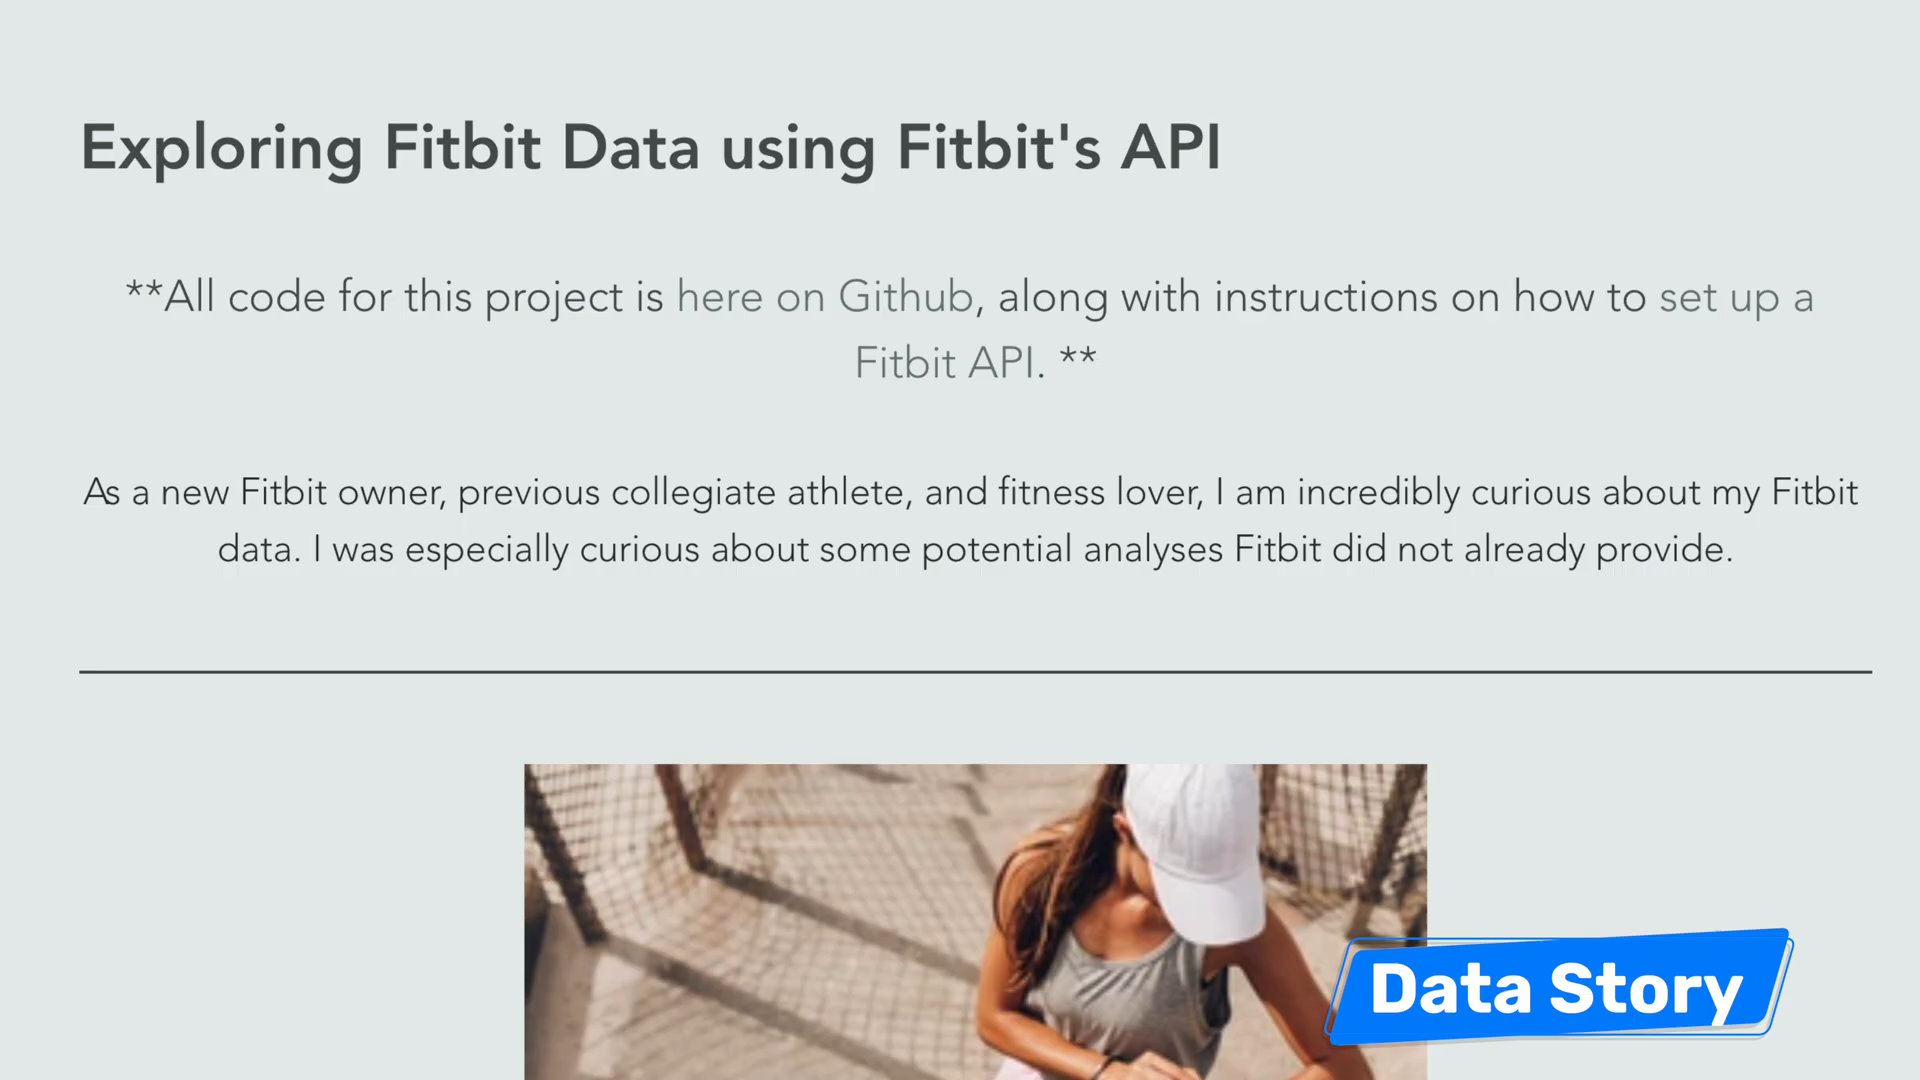 Exploring Fitbit Data using Fitbit's API
**All code for this project is here on Github, along with instructions on how to set up a
Fitbit API. **
As a new Fitbit owner, previous collegiate athlete, and fitness lover, I am incredibly curious about my Fitbit
data. I was especially curious about some potential analyses Fitbit did not already provide.
Data Story